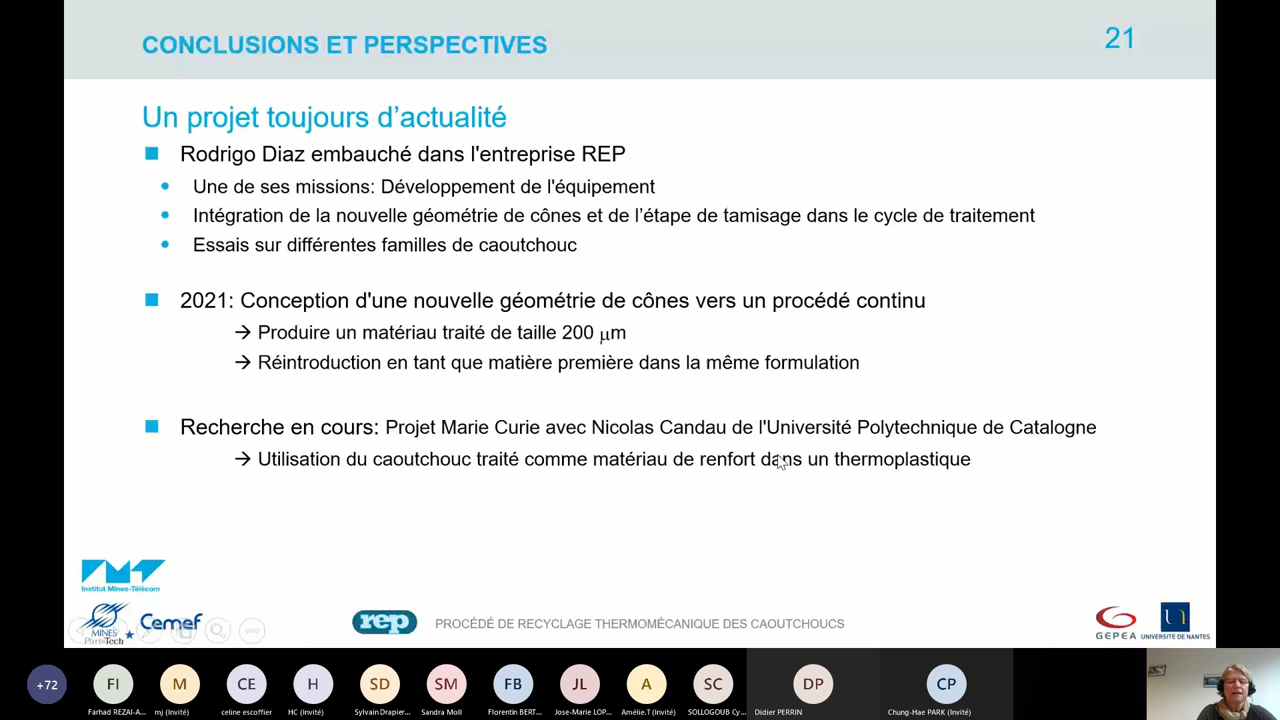 CONCLUSIONS ET PERSPECTIVES
21
Un projet toujours d’actualité
Rodrigo Diaz embauché dans l'entreprise REP
Une de ses missions: Développement de l'équipement
Intégration de la nouvelle géométrie de cônes et de l’étape de tamisage dans le cycle de traitement
Essais sur différentes familles de caoutchouc
2021: Conception d'une nouvelle géométrie de cônes vers un procédé continu
→ Produire un matériau traité de taille 200 μm
→ Réintroduction en tant que matière première dans la même formulation
Recherche en cours: Projet Marie Curie avec Nicolas Candau de l'Université Polytechnique de Catalogne
→ Utilisation du caoutchouc traité comme matériau de renfort dans un thermoplastique
Institut Mines-Télécom
MINES
ParisTech
Cemef
rep
PROCÉDÉ DE RECYCLAGE THERMOMÉCANIQUE DES CAOUTCHOUCS
GEPEA
UNIVERSITÉ DE NANTES
+72 FI M CE H SD SM FB JL A SC DP CP
Farhad REZAI-A... mj (Invité) celine escoffier HC (Invité) Sylvain Drapier... Sandra Moll Florentin BERT... Jose-Marie LOP... Amélie.T (Invité) SOLLOGOUB Cy... Didier PERRIN Chung-Hae PARK (Invité)